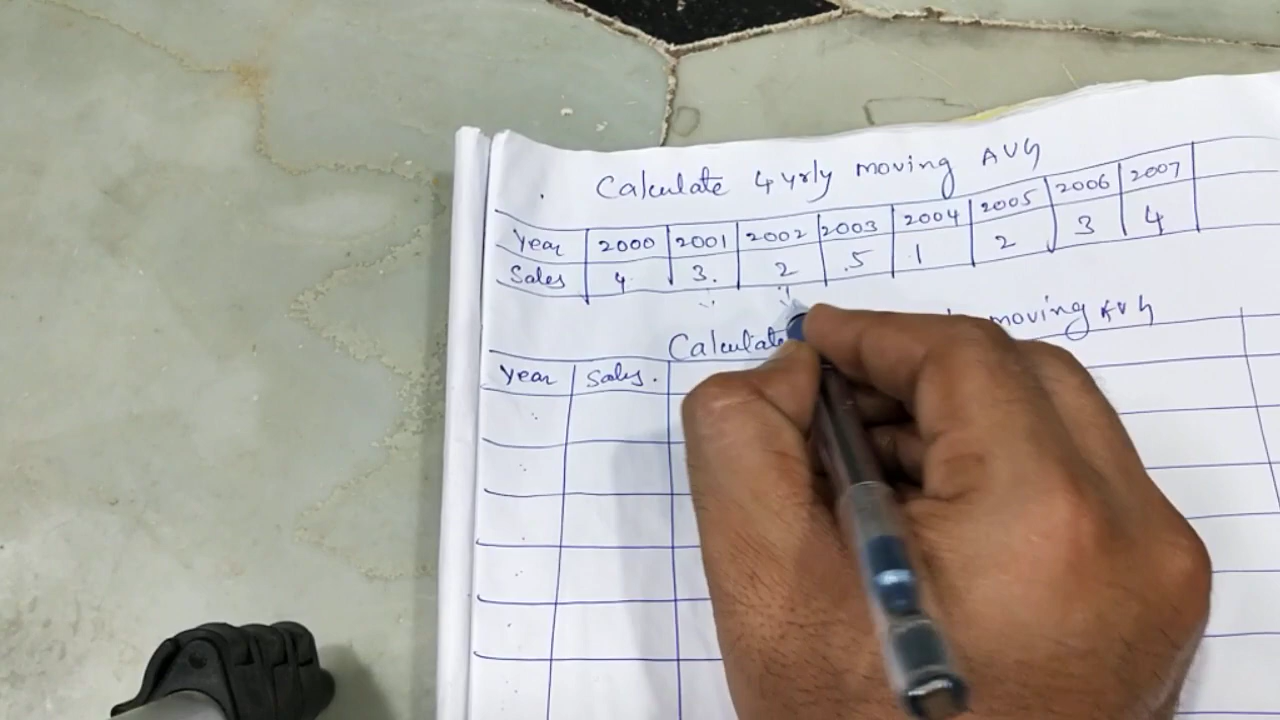 Calculate 4 yrly moving AVG
Year 2000 2001 2002 2003 2004 2005 2006 2007
Sales 4 3. 2 .5 1 2 3 4
Calculate moving AVG
Year Sales.